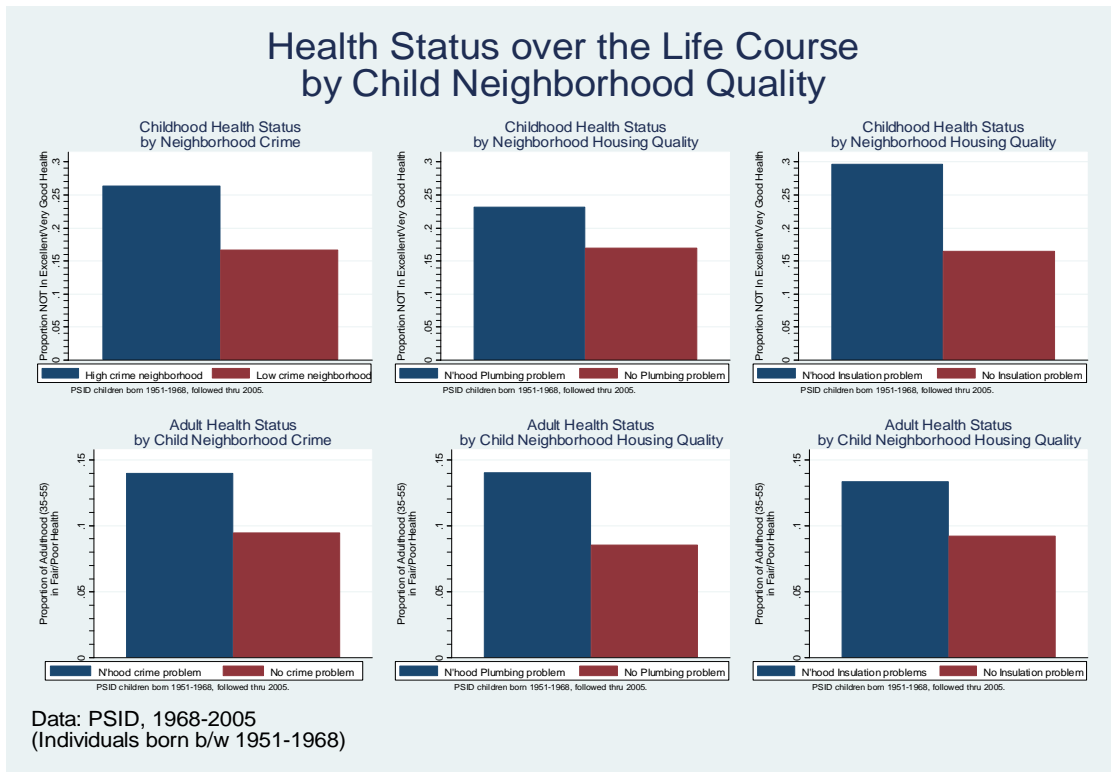 Health Status over the Life Course
by Child Neighborhood Quality
Childhood Health Status
by Neighborhood Crime
Proportion NOT In Excellent/Very Good Health
0
.05
.1
.15
.2
.25
.3
High crime neighborhood
Low crime neighborhood
PSID children born 1951-1968, followed thru 2005.
Childhood Health Status
by Neighborhood Housing Quality
Proportion NOT In Excellent/Very Good Health
0
.05
.1
.15
.2
.25
.3
N'hood Plumbing problem
No Plumbing problem
PSID children born 1951-1968, followed thru 2005.
Childhood Health Status
by Neighborhood Housing Quality
Proportion NOT In Excellent/Very Good Health
0
.05
.1
.15
.2
.25
.3
N'hood Insulation problem
No Insulation problem
PSID children born 1951-1968, followed thru 2005.
Adult Health Status
by Child Neighborhood Crime
Proportion of Adulthood (35-55)
in Fair/Poor Health
0
.05
.1
.15
N'hood crime problem
No crime problem
PSID children born 1951-1968, followed thru 2005.
Adult Health Status
by Child Neighborhood Housing Quality
Proportion of Adulthood (35-55)
in Fair/Poor Health
0
.05
.1
.15
N'hood Plumbing problem
No Plumbing problem
PSID children born 1951-1968, followed thru 2005.
Adult Health Status
by Child Neighborhood Housing Quality
Proportion of Adulthood (35-55)
in Fair/Poor Health
0
.05
.1
.15
N'hood Insulation problems
No Insulation problem
PSID children born 1951-1968, followed thru 2005.
Data: PSID, 1968-2005
(Individuals born b/w 1951-1968)